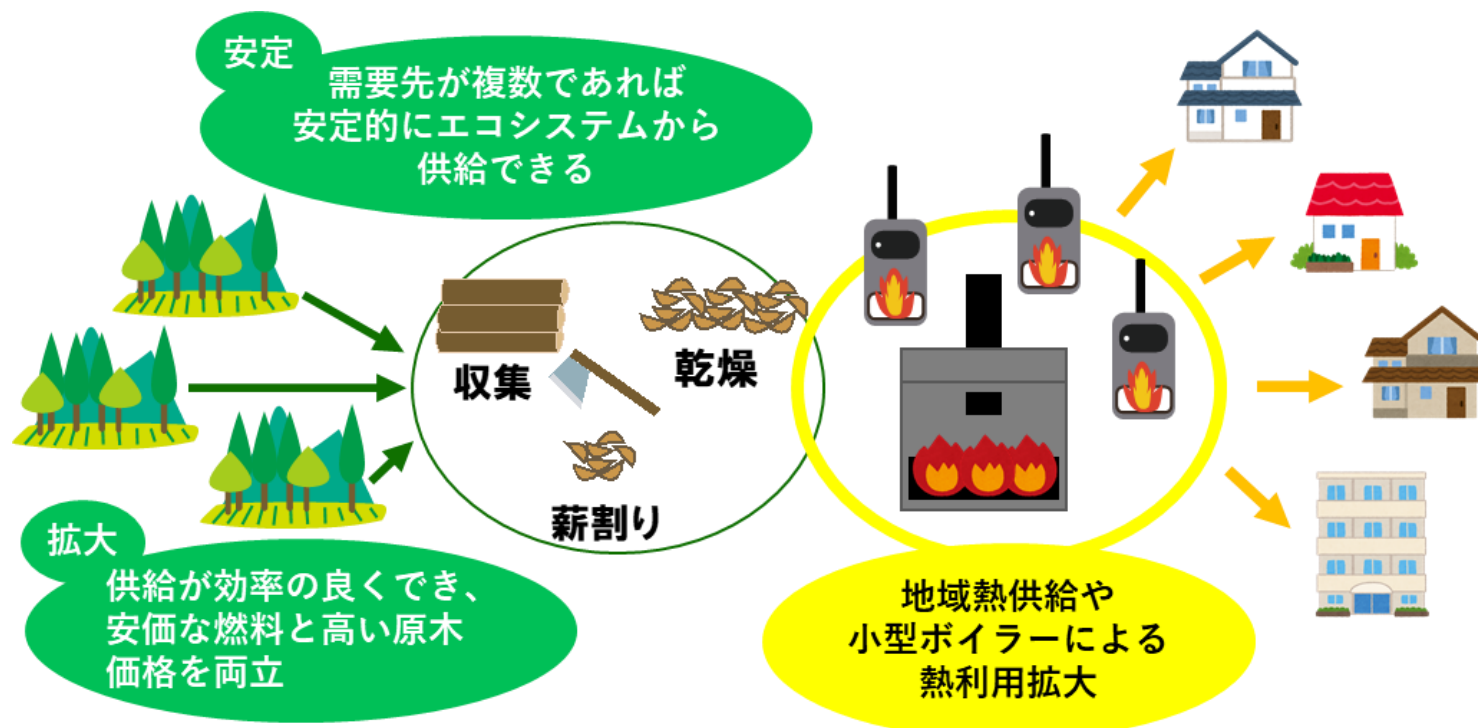 安定
需要先が複数であれば
安定的にエコシステムから
供給できる
収集
乾燥
薪割り
拡大
供給が効率の良くでき、
安価な燃料と高い原木
価格を両立
地域熱供給や
小型ボイラーによる
熱利用拡大